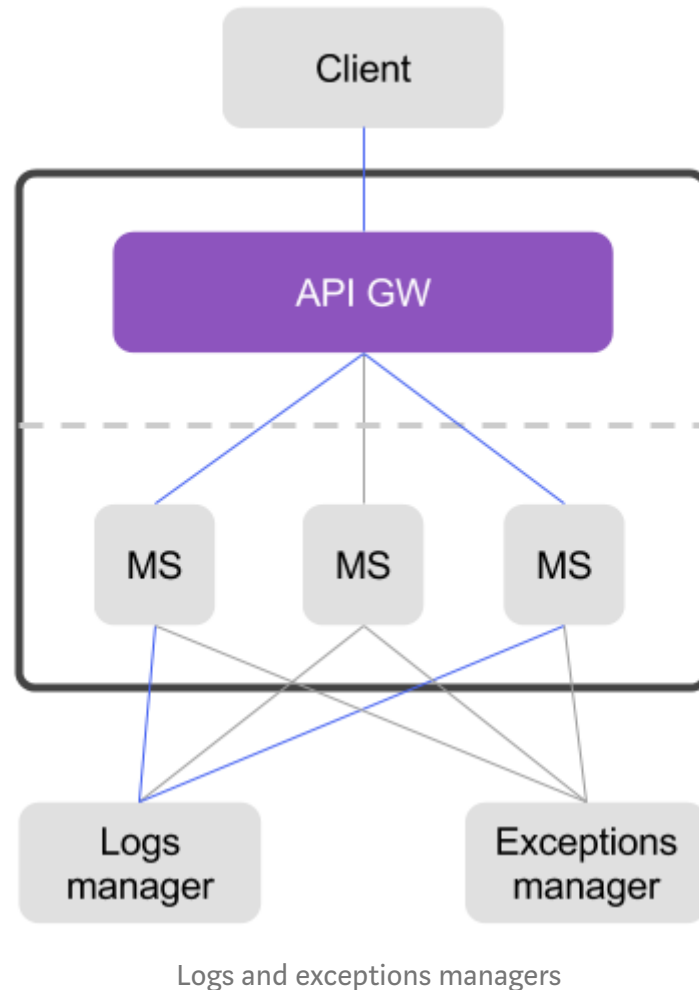 Client
API GW
MS MS MS
Logs
manager
Exceptions
manager
Logs and exceptions managers